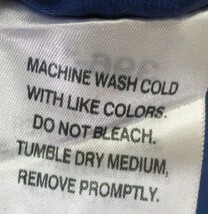 MACHINE WASH COLD
WITH LIKE COLORS.
DO NOT BLEACH.
TUMBLE DRY MEDIUM,
REMOVE PROMPTLY.